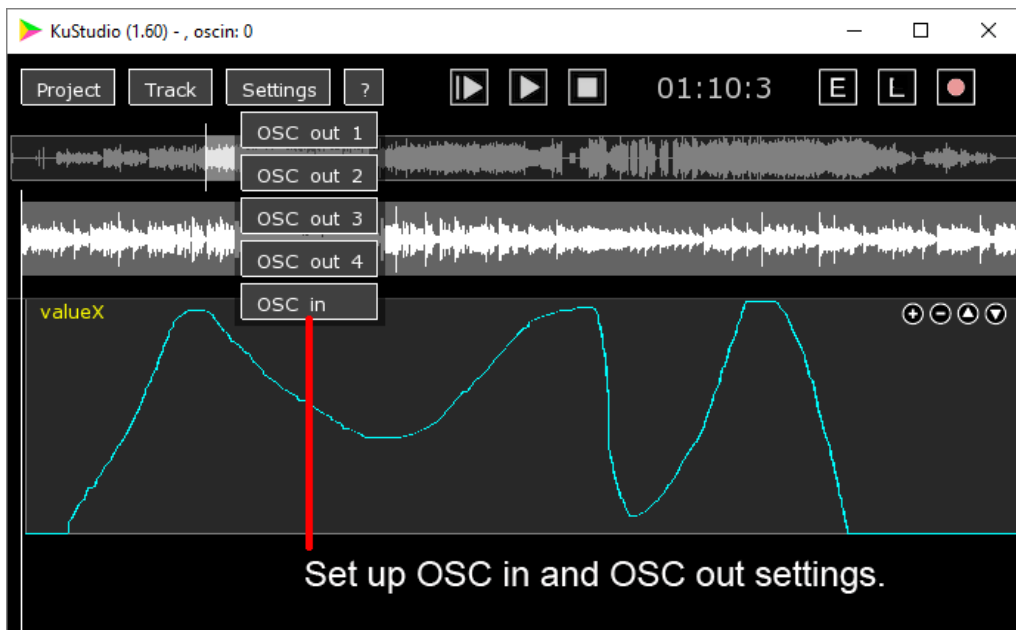 KuStudio (1.60) - , oscin: 0
Project Track Settings ? 01:10:3 E L
OSC out 1
OSC out 2
OSC out 3
OSC out 4
OSC in
valueX
Set up OSC in and OSC out settings.